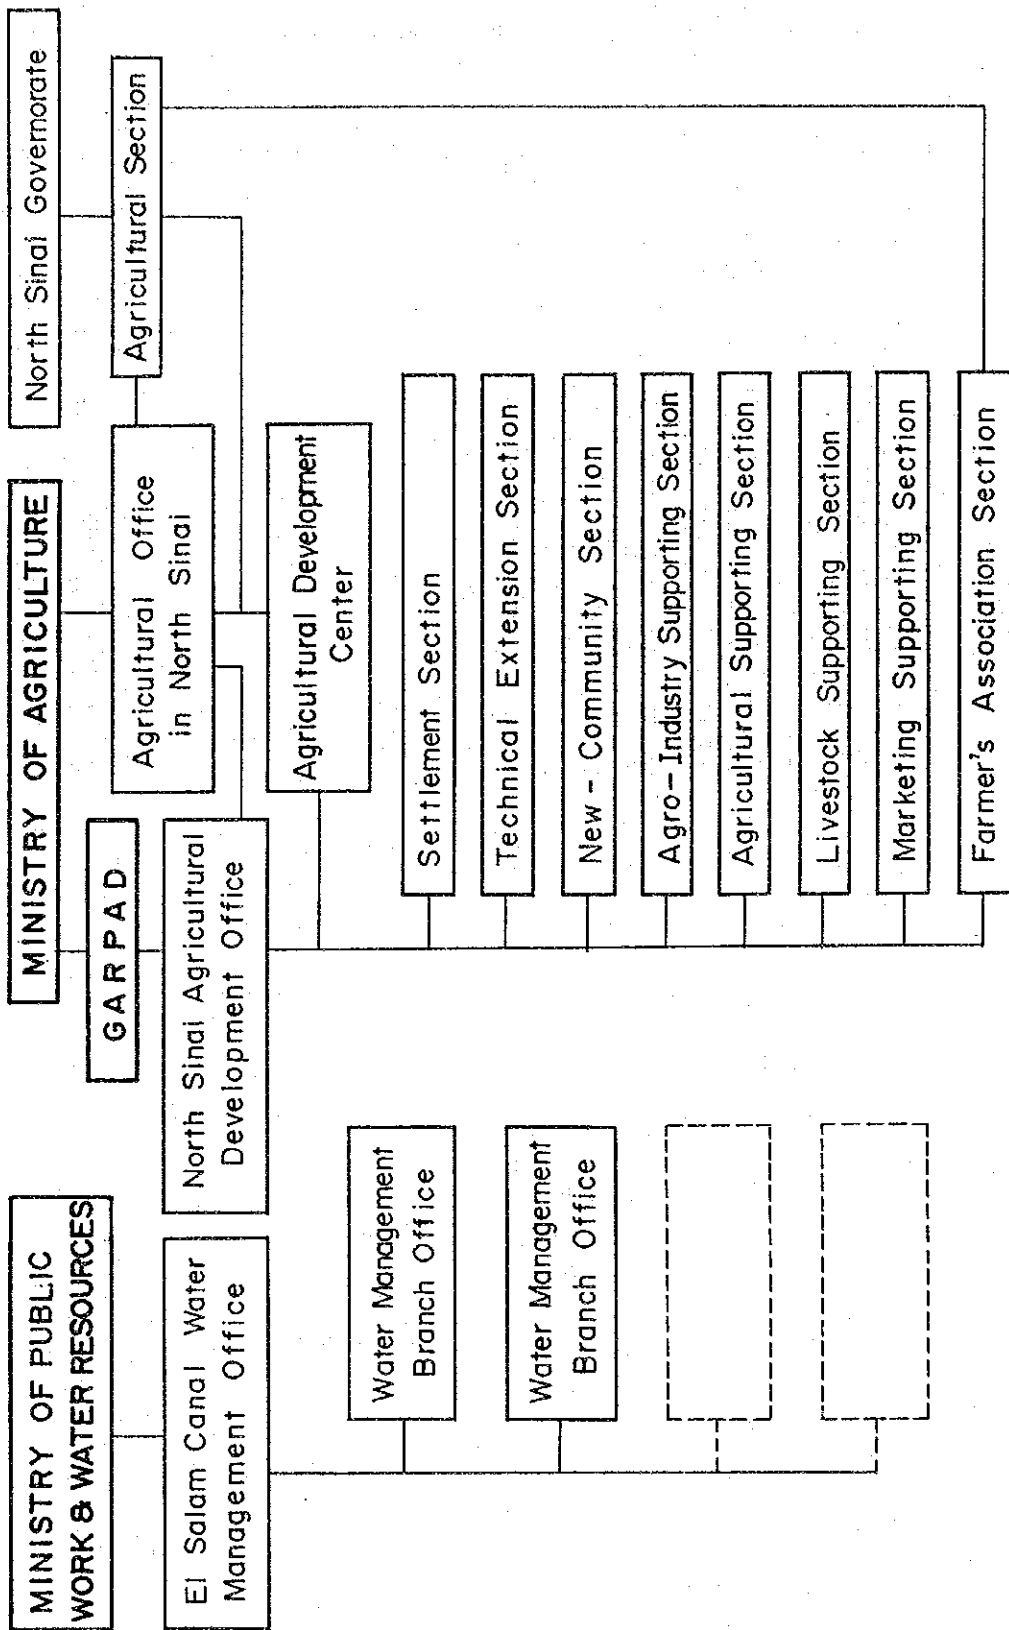 MINISTRY OF PUBLIC
WORK & WATER RESOURCES
El Salam Canal Water
Management Office
Water Management
Branch Office
Water Management
Branch Office
MINISTRY OF AGRICULTURE
GARPAD
North Sinai Agricultural
Development Office
Agricultural Office
in North Sinai
North Sinai Governorate
Agricultural Section
Agricultural Development
Center
Settlement Section
Technical Extension Section
New-Community Section
Agro-Industry Supporting Section
Agricultural Supporting Section
Livestock Supporting Section
Marketing Supporting Section
Farmer's Association Section